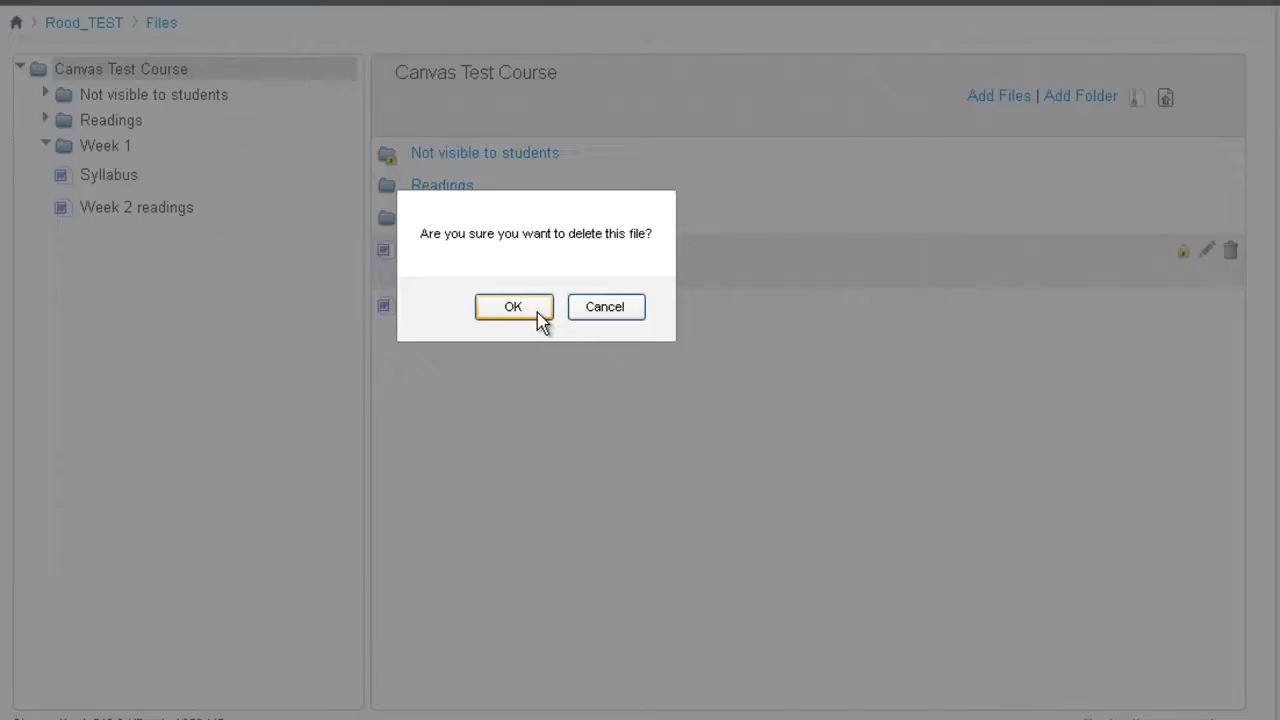 Rood_TEST Files
Canvas Test Course
Not visible to students
Readings
Week 1
Syllabus
Week 2 readings
Canvas Test Course
Add Files | Add Folder
Not visible to students
Readings
Are you sure you want to delete this file?
OK Cancel